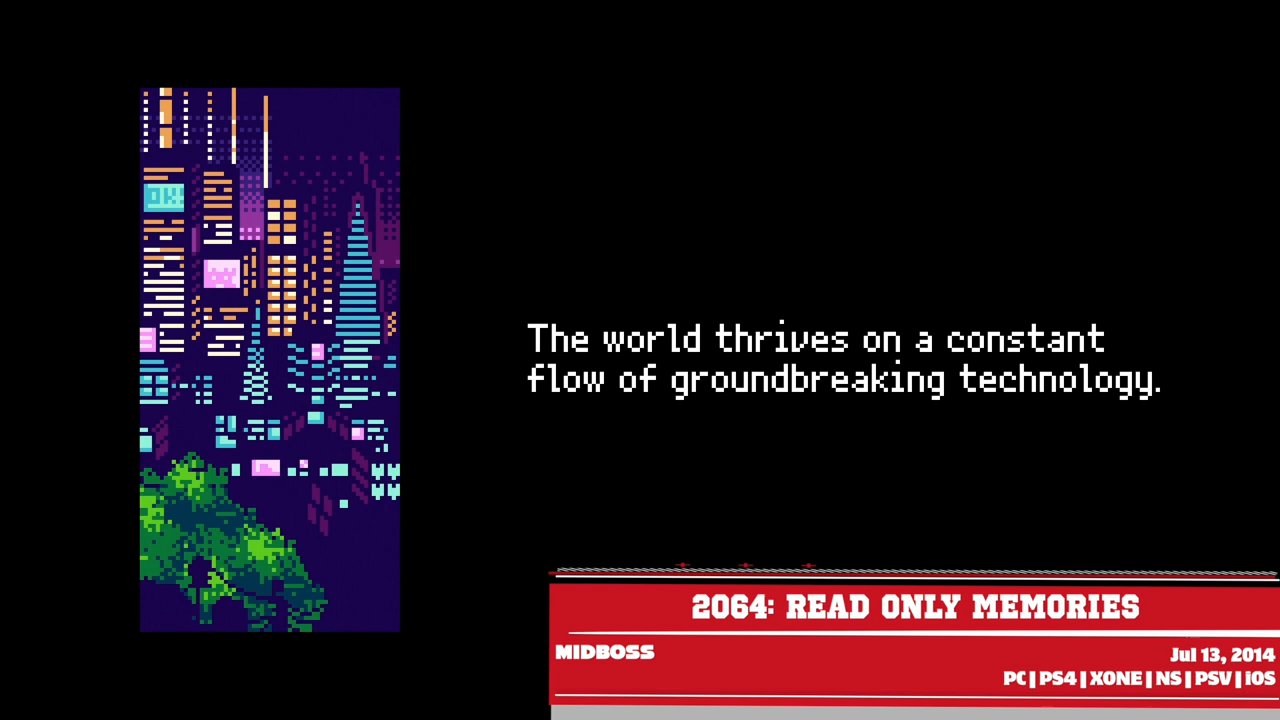 The world thrives on a constant
flow of groundbreaking technology.
2064: READ ONLY MEMORIES
MIDBOSS
Jul 13, 2014
PC|PS4|XONE|NS|PSV|iOS